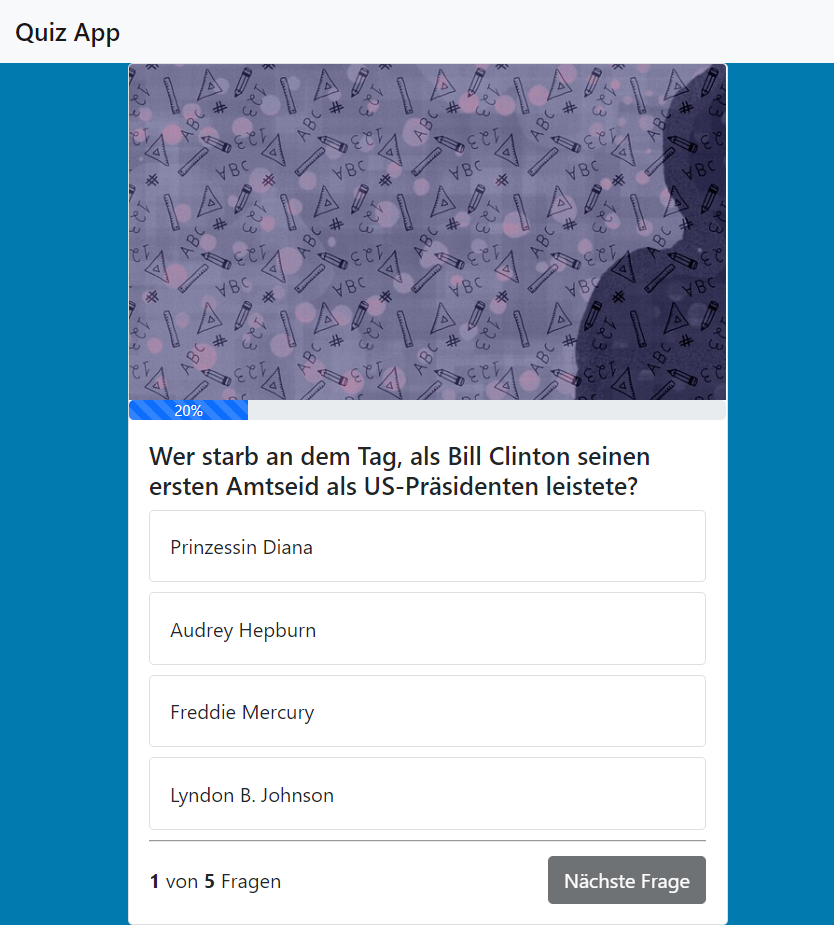 Quiz App
20%
Wer starb an dem Tag, als Bill Clinton seinen
ersten Amtseid als US-Präsidenten leistete?
Prinzessin Diana
Audrey Hepburn
Freddie Mercury
Lyndon B. Johnson
1 von 5 Fragen
Nächste Frage